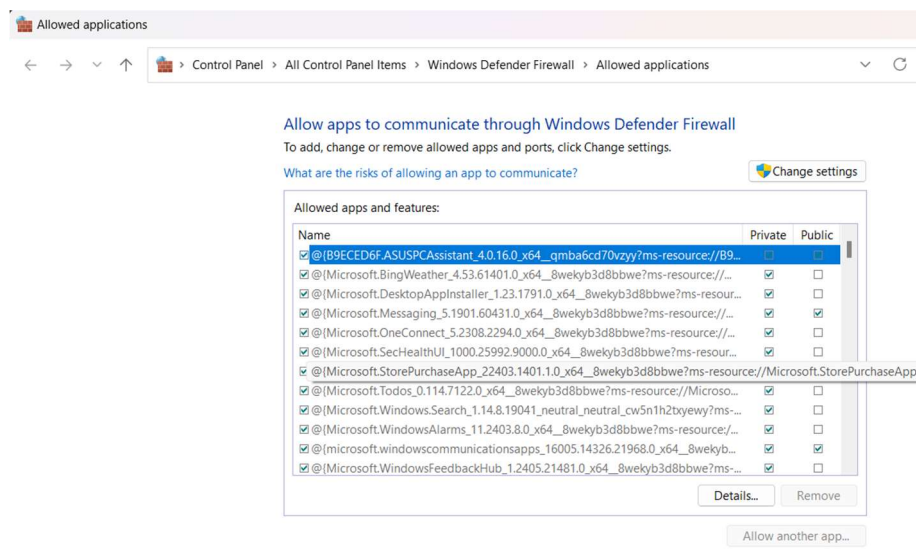 Allowed applications
Control Panel > All Control Panel Items > Windows Defender Firewall > Allowed applications
Allow apps to communicate through Windows Defender Firewall
To add, change or remove allowed apps and ports, click Change settings.
What are the risks of allowing an app to communicate?
Change settings
Allowed apps and features:
Name Private Public
@{B9ECED6F.ASUSPCAssistant_4.0.16.0_x64__qmba6cd70vzyy?ms-resource://B9...
@{Microsoft.BingWeather_4.53.61401.0_x64__8wekyb3d8bbwe?ms-resource://...
@{Microsoft.DesktopAppInstaller_1.23.1791.0_x64__8wekyb3d8bbwe?ms-resour...
@{Microsoft.Messaging_5.1901.60431.0_x64__8wekyb3d8bbwe?ms-resource://...
@{Microsoft.OneConnect_5.2308.2294.0_x64__8wekyb3d8bbwe?ms-resource:/...
@{Microsoft.SecHealthUI_1000.25992.9000.0_x64__8wekyb3d8bbwe?ms-resour...
@{Microsoft.StorePurchaseApp_22403.1401.1.0_x64__8wekyb3d8bbwe?ms-resource://Microsoft.StorePurchaseApp
@{Microsoft.Todos_0.114.7122.0_x64__8wekyb3d8bbwe?ms-resource://Microso...
@{Microsoft.Windows.Search_1.14.8.19041_neutral_neutral_cw5n1h2txyewy?ms-...
@{Microsoft.WindowsAlarms_11.2403.8.0_x64__8wekyb3d8bbwe?ms-resource:/...
@{microsoft.windowscommunicationsapps_16005.14326.21968.0_x64__8wekyb...
@{Microsoft.WindowsFeedbackHub_1.2405.21481.0_x64__8wekyb3d8bbwe?ms-...
Details... Remove
Allow another app...